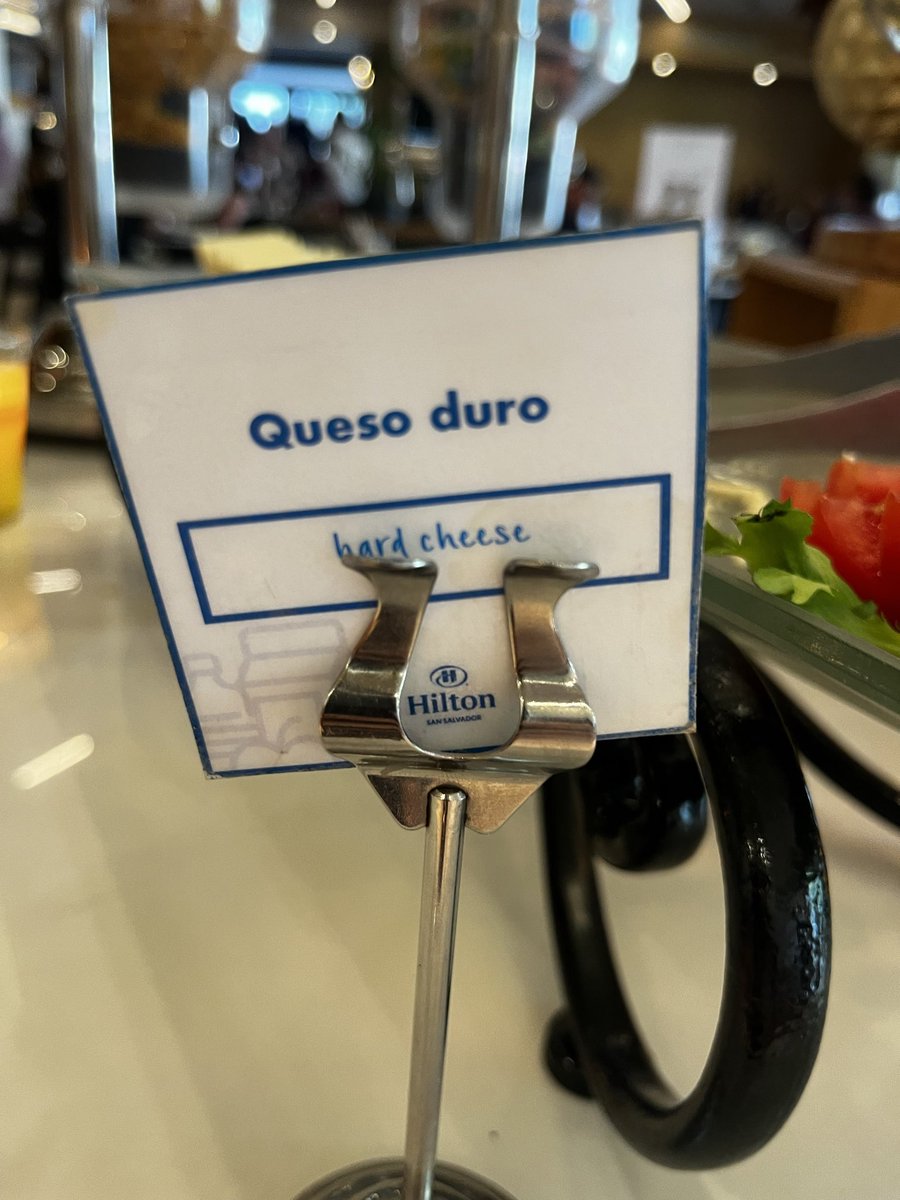 Queso duro
hard cheese
Hilton
SAN SALVADOR